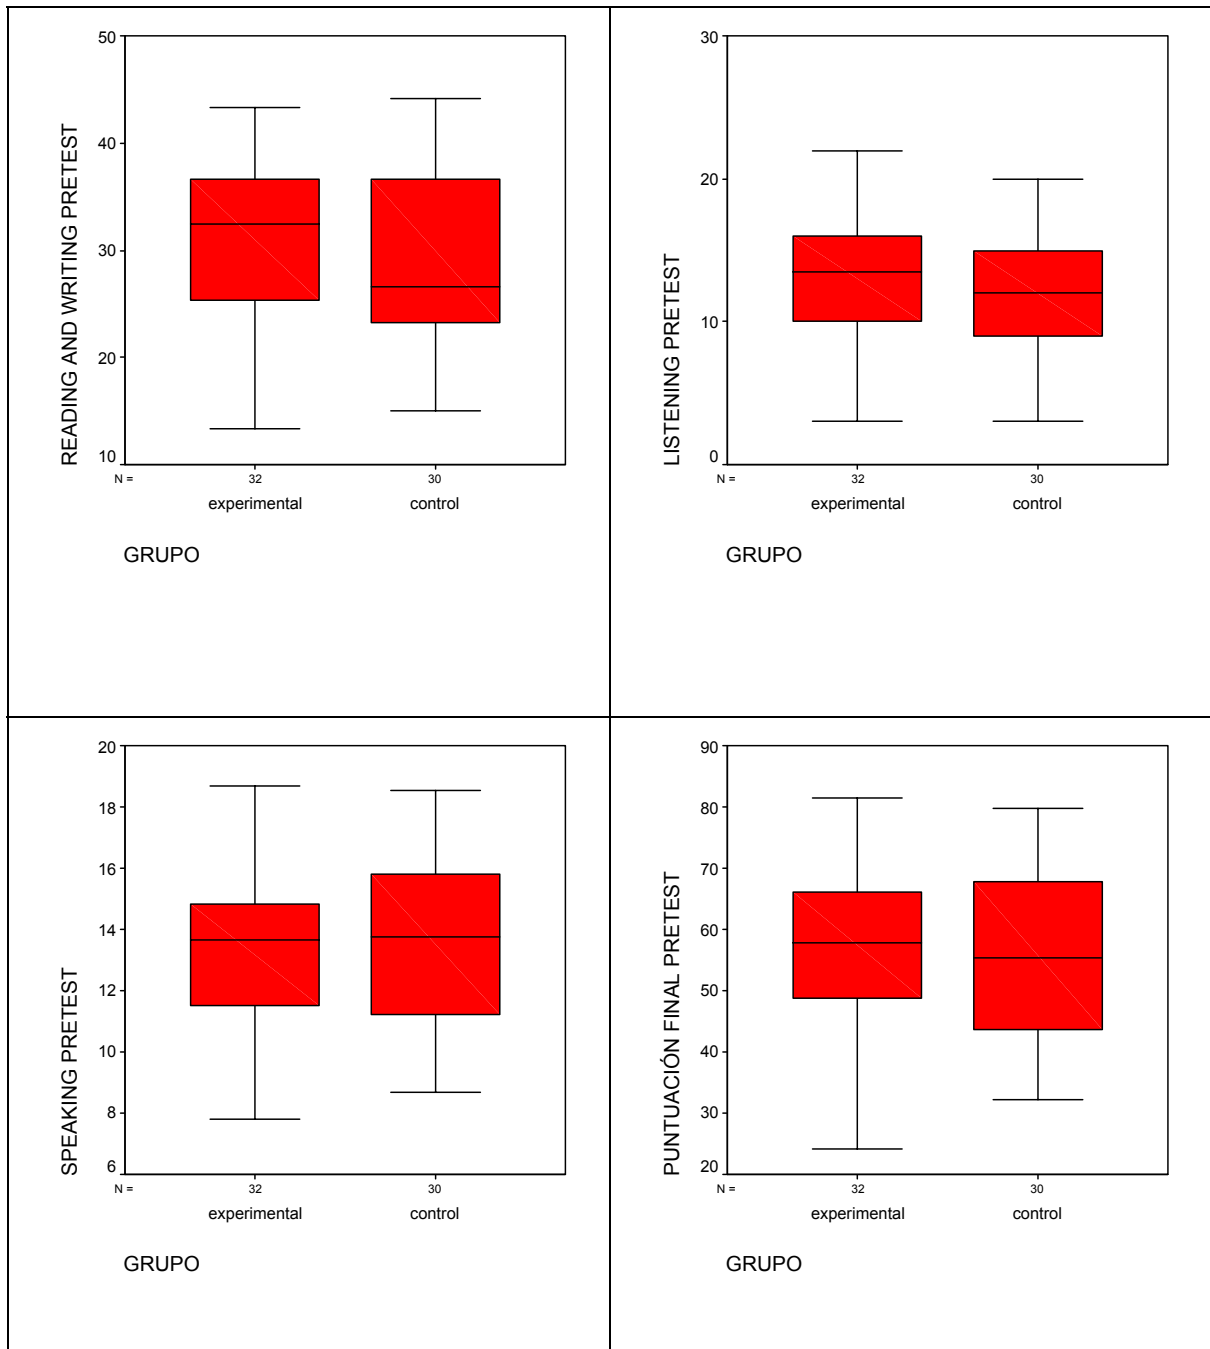 50
40
30
20
10
READING AND WRITING PRETEST
N =
32
30
experimental
control
GRUPO
30
20
10
0
LISTENING PRETEST
N =
32
30
experimental
control
GRUPO
20
18
16
14
12
10
8
6
SPEAKING PRETEST
N =
32
30
experimental
control
GRUPO
90
80
70
60
50
40
30
20
PUNTUACIÓN FINAL PRETEST
N =
32
30
experimental
control
GRUPO